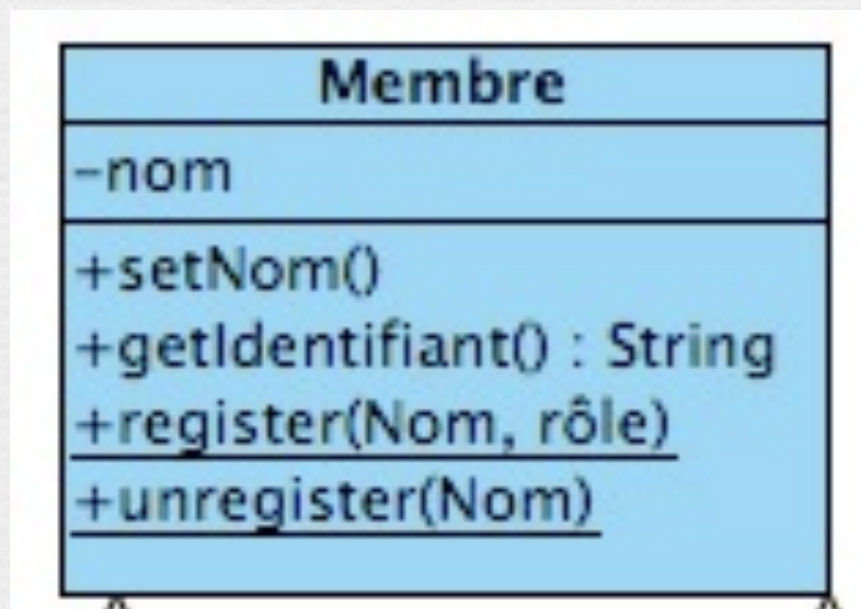 Membre
-nom
+setNom()
+getIdentifiant() : String
+register(Nom, rôle)
+unregister(Nom)